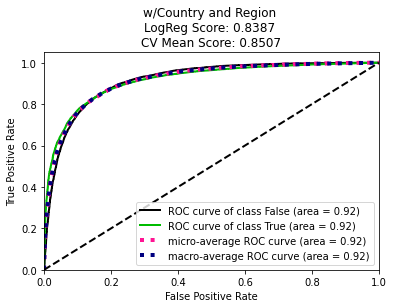 w/Country and Region
LogReg Score: 0.8387
CV Mean Score: 0.8507
True Positive Rate
1.0
0.8
0.6
0.4
0.2
0.0
ROC curve of class False (area = 0.92)
ROC curve of class True (area = 0.92)
micro-average ROC curve (area = 0.92)
macro-average ROC curve (area = 0.92)
0.0 0.2 0.4 0.6 0.8 1.0
False Positive Rate